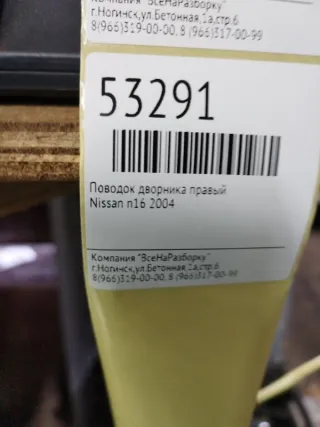 Компания "ВсеНаРазборку"
г.Ногинск,ул.Бетонная,1а,стр.6
8(966)319-00-00, 8 (966)317-00-99
53291
Поводок дворника правый
Nissan n16 2004
Компания "ВсеНаРазборку"
г.Ногинск,ул.Бетонная,1а,стр.6
8(966)319-00-00, 8 (966)317-00-99